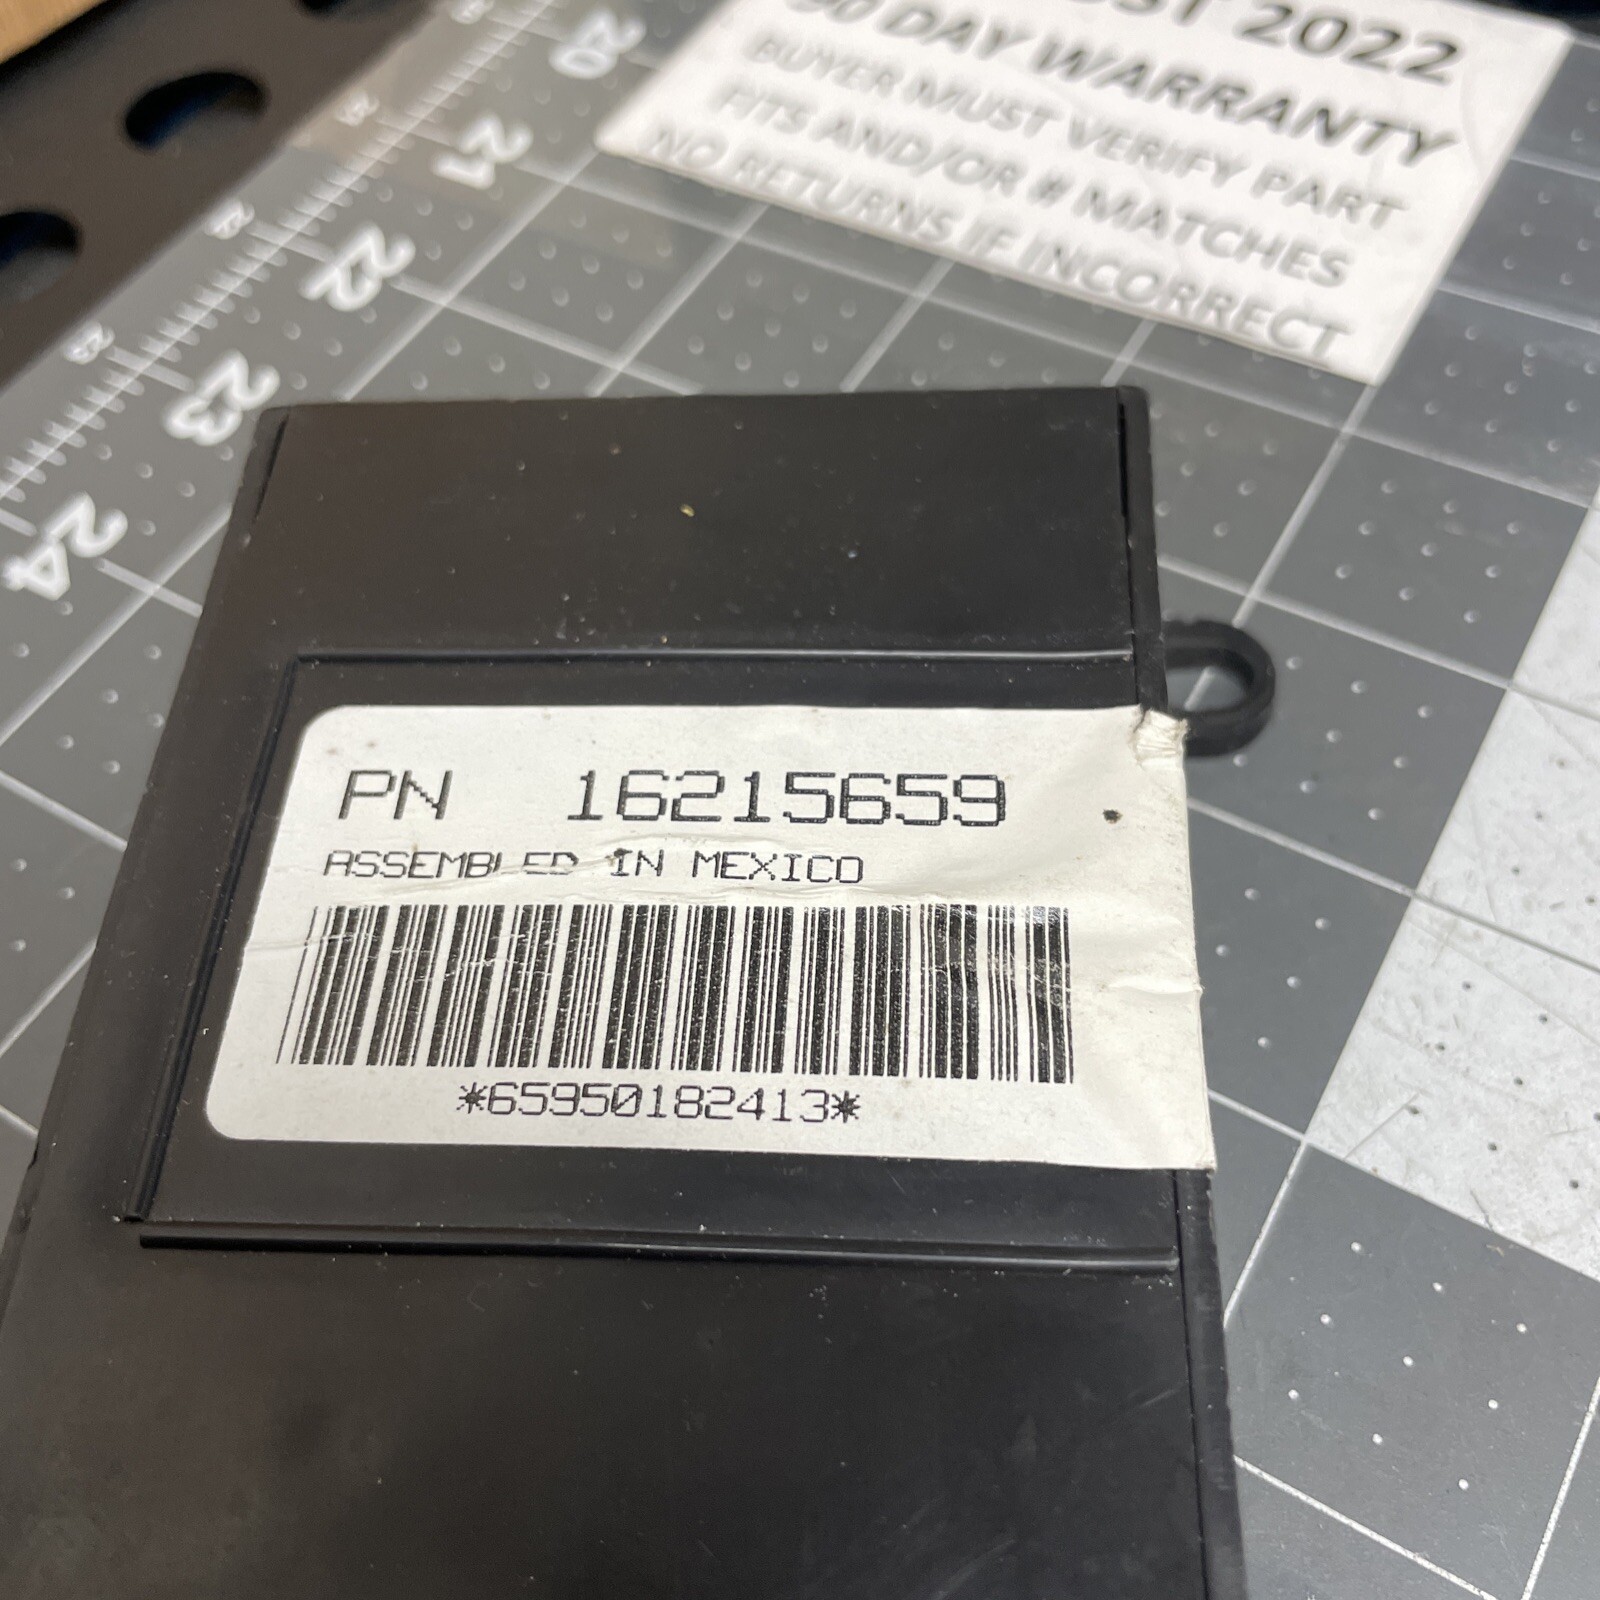 2022
DAY WARRANTY
BUYER MUST VERIFY PART
FITS AND/OR # MATCHES
NO RETURNS IF INCORRECT
20
21
22
23
24
PN 16215659
ASSEMBLED IN MEXICO
*65950182413*